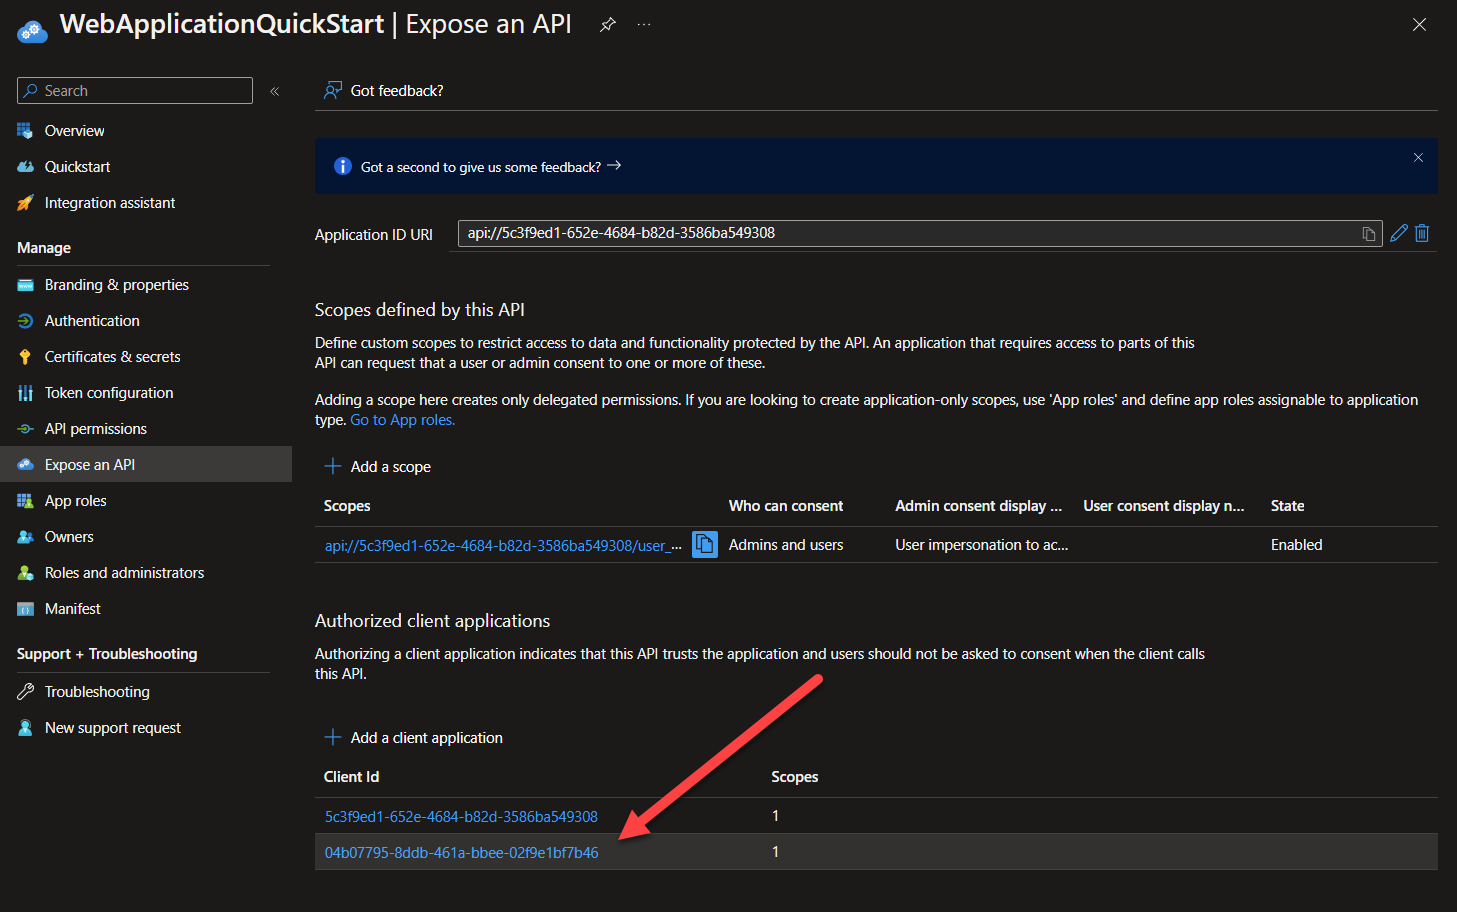 WebApplicationQuickStart | Expose an API
Search
Overview
Quickstart
Integration assistant
Manage
Branding & properties
Authentication
Certificates & secrets
Token configuration
API permissions
Expose an API
App roles
Owners
Roles and administrators
Manifest
Support + Troubleshooting
Troubleshooting
New support request
Got feedback?
Got a second to give us some feedback?
Application ID URI
api://5c3f9ed1-652e-4684-b82d-3586ba549308
Scopes defined by this API
Define custom scopes to restrict access to data and functionality protected by the API. An application that requires access to parts of this
API can request that a user or admin consent to one or more of these.
Adding a scope here creates only delegated permissions. If you are looking to create application-only scopes, use 'App roles' and define app roles assignable to application
type. Go to App roles.
Add a scope
Scopes Who can consent Admin consent display ... User consent display n... State
api://5c3f9ed1-652e-4684-b82d-3586ba549308/user_... Admins and users User impersonation to ac... Enabled
Authorized client applications
Authorizing a client application indicates that this API trusts the application and users should not be asked to consent when the client calls
this API.
Add a client application
Client Id Scopes
5c3f9ed1-652e-4684-b82d-3586ba549308 1
04b07795-8ddb-461a-bbee-02f9e1bf7b46 1